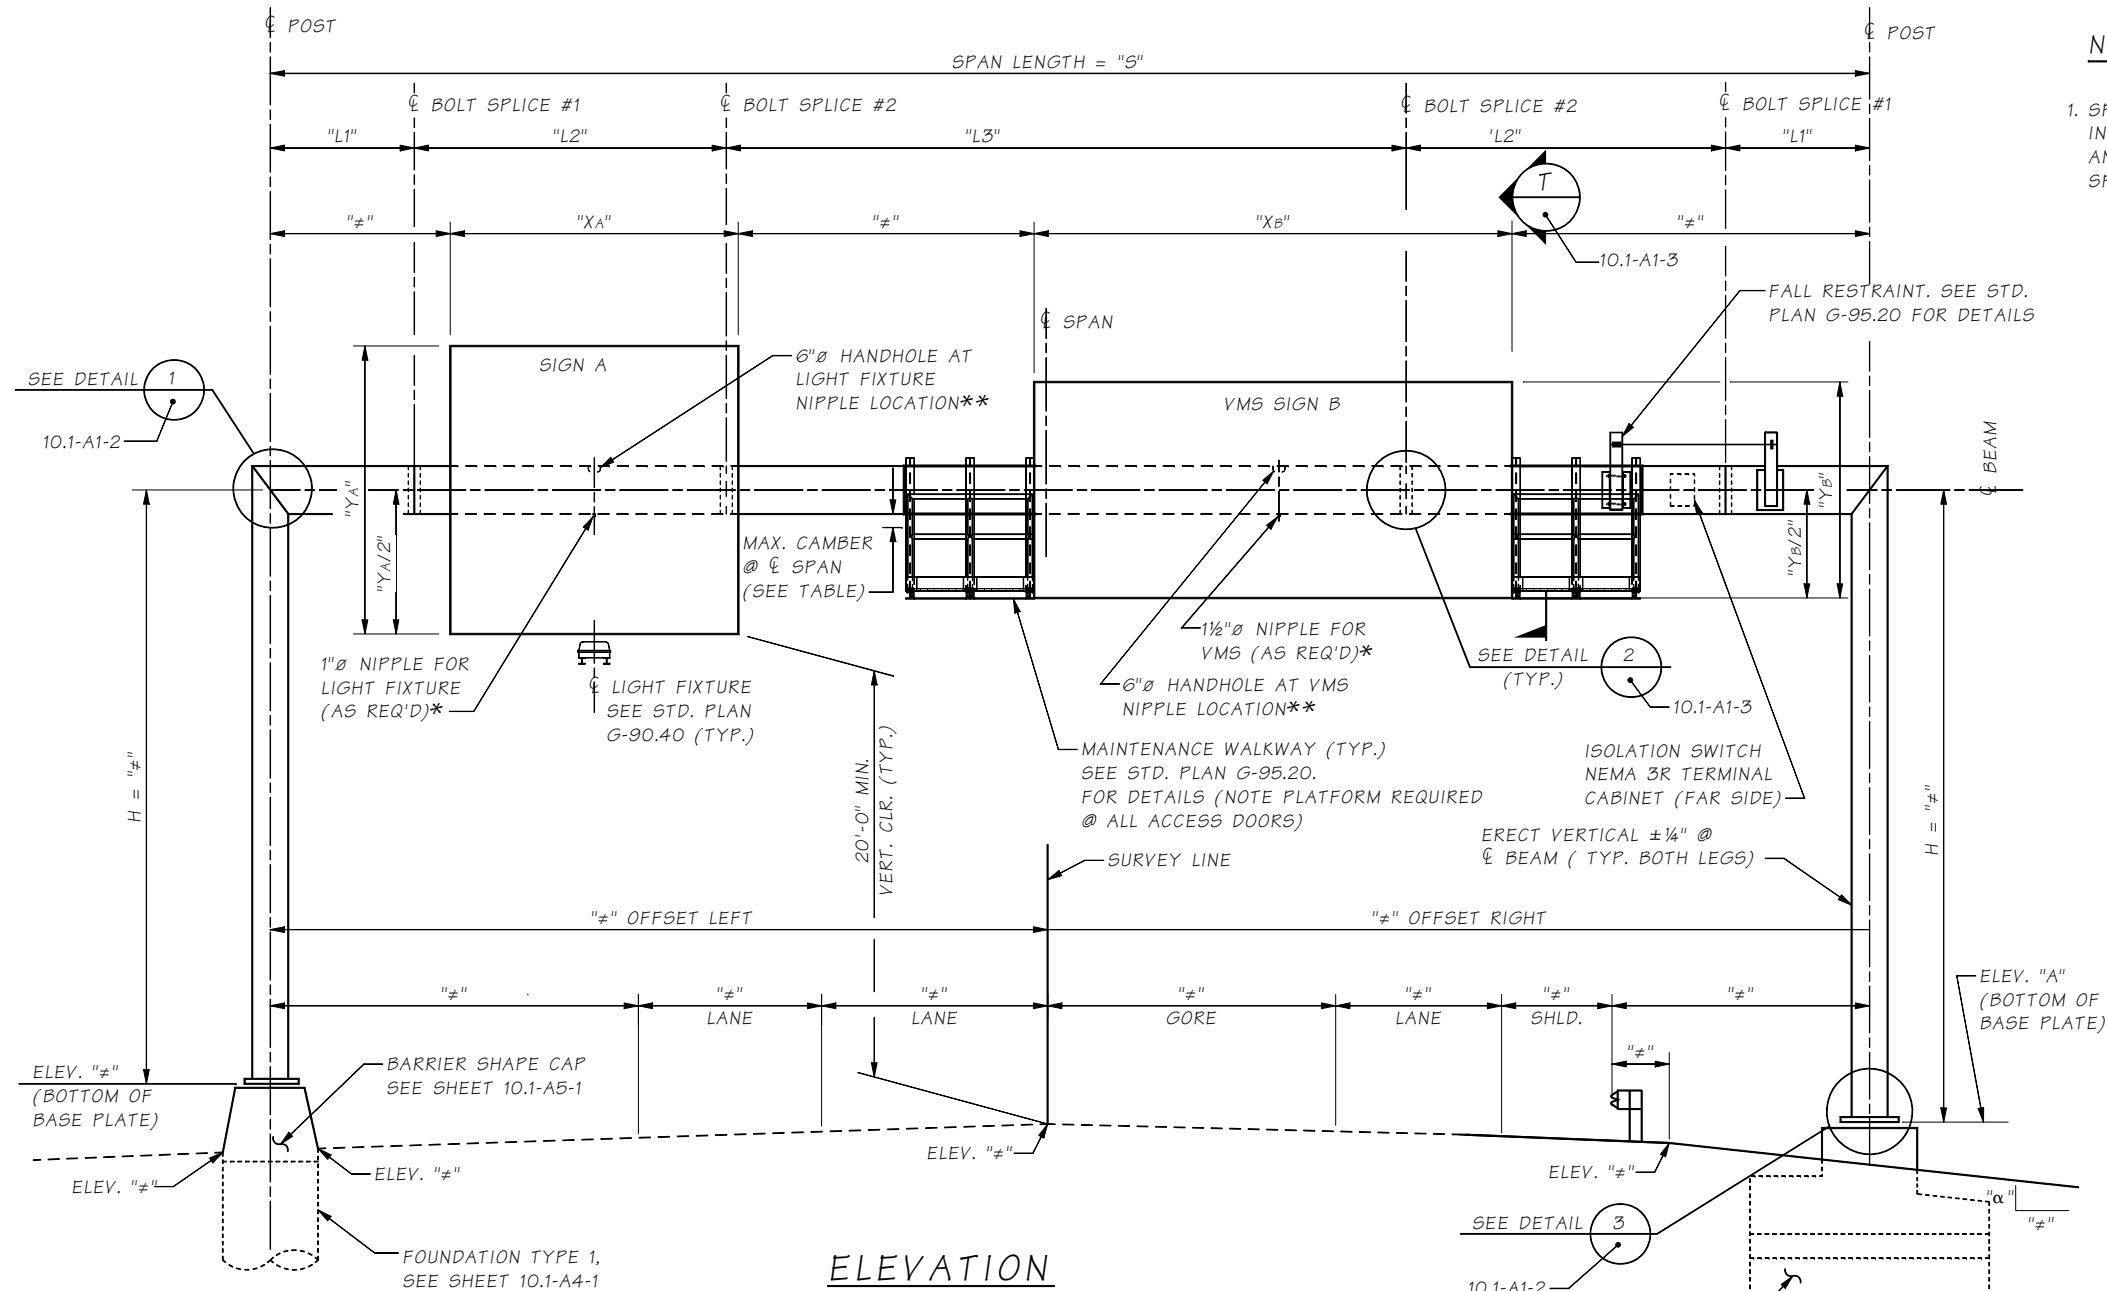 ℄ POST
℄ POST
SPAN LENGTH = "S"
℄ BOLT SPLICE #1
℄ BOLT SPLICE #2
℄ BOLT SPLICE #2
℄ BOLT SPLICE #1
"L1"
"L2"
"L3"
'L2"
"L1"
1.
"≠"
"XA"
"≠"
"XB"
"≠"
T
10.1-A1-3
FALL RESTRAINT. SEE STD.
PLAN G-95.20 FOR DETAILS
℄ SPAN
SIGN A
6"ø HANDHOLE AT
LIGHT FIXTURE
NIPPLE LOCATION**
VMS SIGN B
SEE DETAIL
1
10.1-A1-2
"YA"
"YA/2"
MAX. CAMBER
@ ℄ SPAN
(SEE TABLE)
"YB"
"YB/2"
℄ BEAM
1"ø NIPPLE FOR
LIGHT FIXTURE
(AS REQ'D)*
℄ LIGHT FIXTURE
SEE STD. PLAN
G-90.40 (TYP.)
1½"ø NIPPLE FOR
VMS (AS REQ'D)*
6"ø HANDHOLE AT VMS
NIPPLE LOCATION**
SEE DETAIL
(TYP.)
2
10.1-A1-3
MAINTENANCE WALKWAY (TYP.)
SEE STD. PLAN G-95.20.
FOR DETAILS (NOTE PLATFORM REQUIRED
@ ALL ACCESS DOORS)
ISOLATION SWITCH
NEMA 3R TERMINAL
CABINET (FAR SIDE)
H = "≠"
20'-0" MIN.
VERT. CLR. (TYP.)
SURVEY LINE
ERECT VERTICAL ±¼" @
℄ BEAM ( TYP. BOTH LEGS)
H = "≠"
"≠" OFFSET LEFT
"≠" OFFSET RIGHT
"≠"
"≠"
LANE
"≠"
LANE
"≠"
GORE
"≠"
LANE
"≠"
SHLD.
"≠"
"≠"
ELEV. "A"
(BOTTOM OF
BASE PLATE)
ELEV. "≠"
(BOTTOM OF
BASE PLATE)
BARRIER SHAPE CAP
SEE SHEET 10.1-A5-1
ELEV. "≠"
ELEV. "≠"
ELEV. "≠"
ELEV. "≠"
"α"
"≠"
SEE DETAIL
3
10.1-A1-2
FOUNDATION TYPE 1,
SEE SHEET 10.1-A4-1
ELEVATION